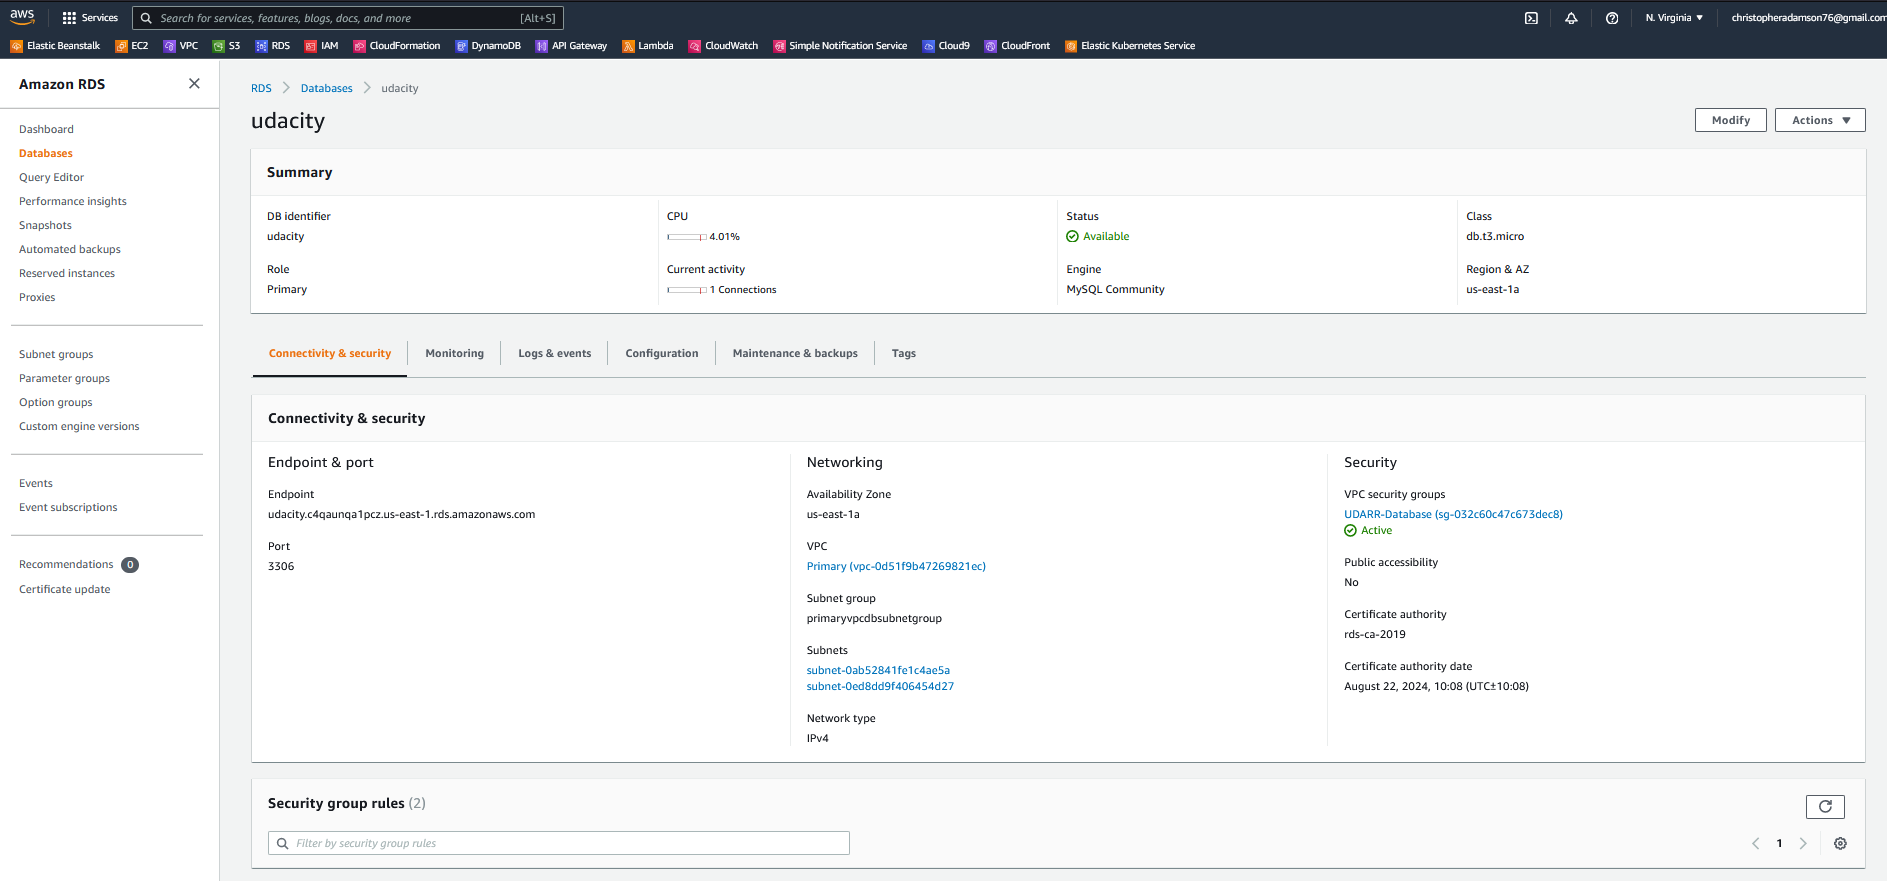 aws Services Search for services, features, blogs, docs, and more [Alt+S] N. Virginia christopheradamson76@gmail.com
Elastic Beanstalk EC2 VPC S3 RDS IAM CloudFormation DynamoDB API Gateway Lambda CloudWatch Simple Notification Service Cloud9 CloudFront Elastic Kubernetes Service
Amazon RDS
Dashboard
Databases
Query Editor
Performance insights
Snapshots
Automated backups
Reserved instances
Proxies
Subnet groups
Parameter groups
Option groups
Custom engine versions
Events
Event subscriptions
Recommendations 0
Certificate update
RDS Databases udacity
udacity
Modify Actions
Summary
DB identifier
udacity
Role
Primary
CPU
4.01%
Current activity
1 Connections
Status
Available
Engine
MySQL Community
Class
db.t3.micro
Region & AZ
us-east-1a
Connectivity & security Monitoring Logs & events Configuration Maintenance & backups Tags
Connectivity & security
Endpoint & port
Endpoint
udacity.c4qaunqa1pcz.us-east-1.rds.amazonaws.com
Port
3306
Networking
Availability Zone
us-east-1a
VPC
Primary (vpc-0d51f9b47269821ec)
Subnet group
primaryvpcdbsubnetgroup
Subnets
subnet-0ab52841fe1c4ae5a
subnet-0ed8dd9f406454d27
Network type
IPv4
Security
VPC security groups
UDARR-Database (sg-032c60c47c673dec8)
Active
Public accessibility
No
Certificate authority
rds-ca-2019
Certificate authority date
August 22, 2024, 10:08 (UTC±10:08)
Security group rules (2)
Filter by security group rules
1